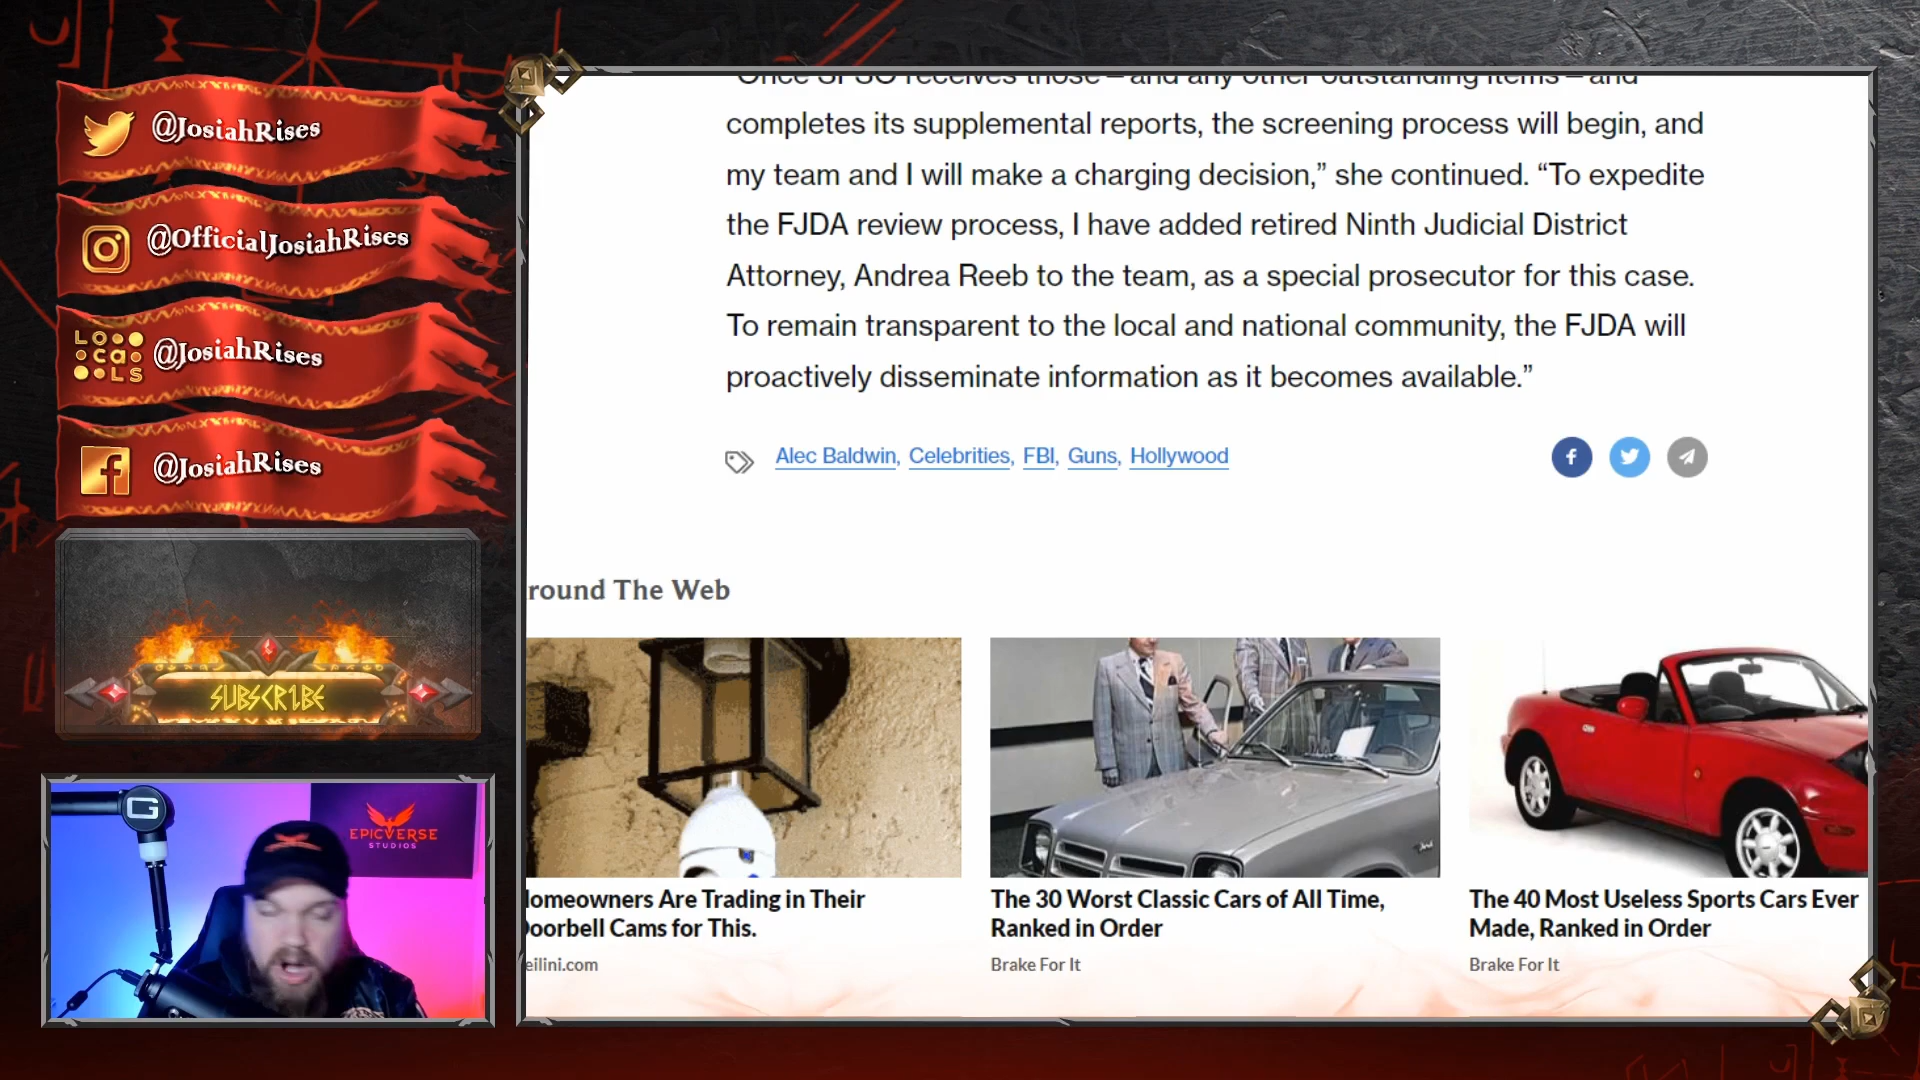 @JosiahRises
@OfficialJosiahRises
LOcaLS
@JosiahRises
@JosiahRises
SUBSCRIBE
G
EPICVERSE
STUDIOS
“Once SFSO receives those – and any other outstanding items – and
completes its supplemental reports, the screening process will begin, and
my team and I will make a charging decision,” she continued. “To expedite
the FJDA review process, I have added retired Ninth Judicial District
Attorney, Andrea Reeb to the team, as a special prosecutor for this case.
To remain transparent to the local and national community, the FJDA will
proactively disseminate information as it becomes available.”
Alec Baldwin, Celebrities, FBI, Guns, Hollywood
round The Web
omeowners Are Trading in Their
oorbell Cams for This.
eilini.com
The 30 Worst Classic Cars of All Time,
Ranked in Order
Brake For It
The 40 Most Useless Sports Cars Ever
Made, Ranked in Order
Brake For It